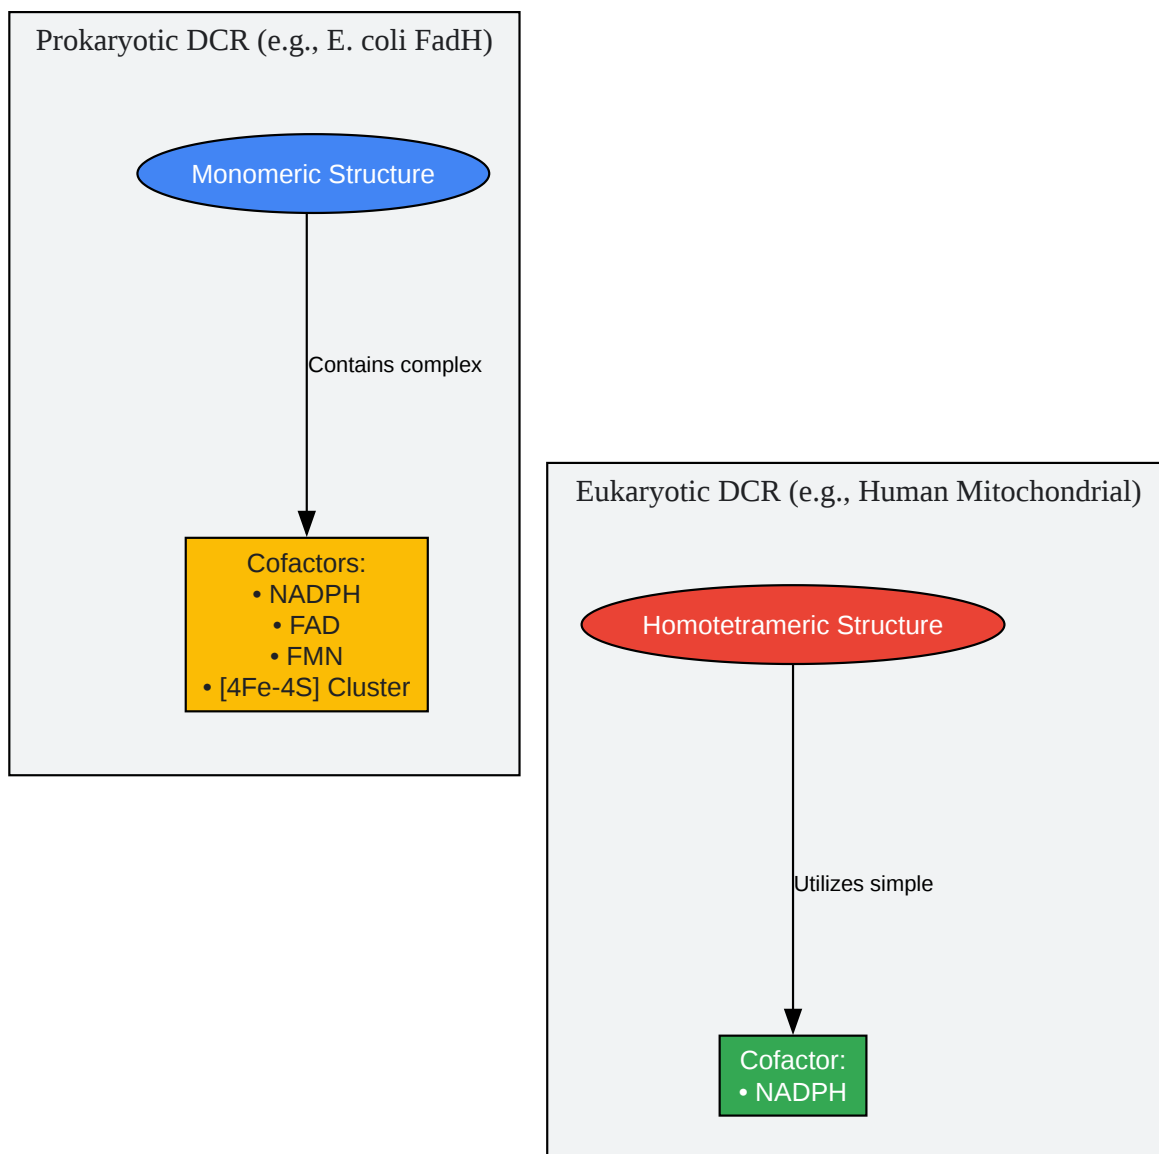 Prokaryotic DCR (e.g., E. coli FadH)
Monomeric Structure
Contains complex
Cofactors:
• NADPH
• FAD
• FMN
• [4Fe-4S] Cluster
Eukaryotic DCR (e.g., Human Mitochondrial)
Homotetrameric Structure
Utilizes simple
Cofactor:
• NADPH